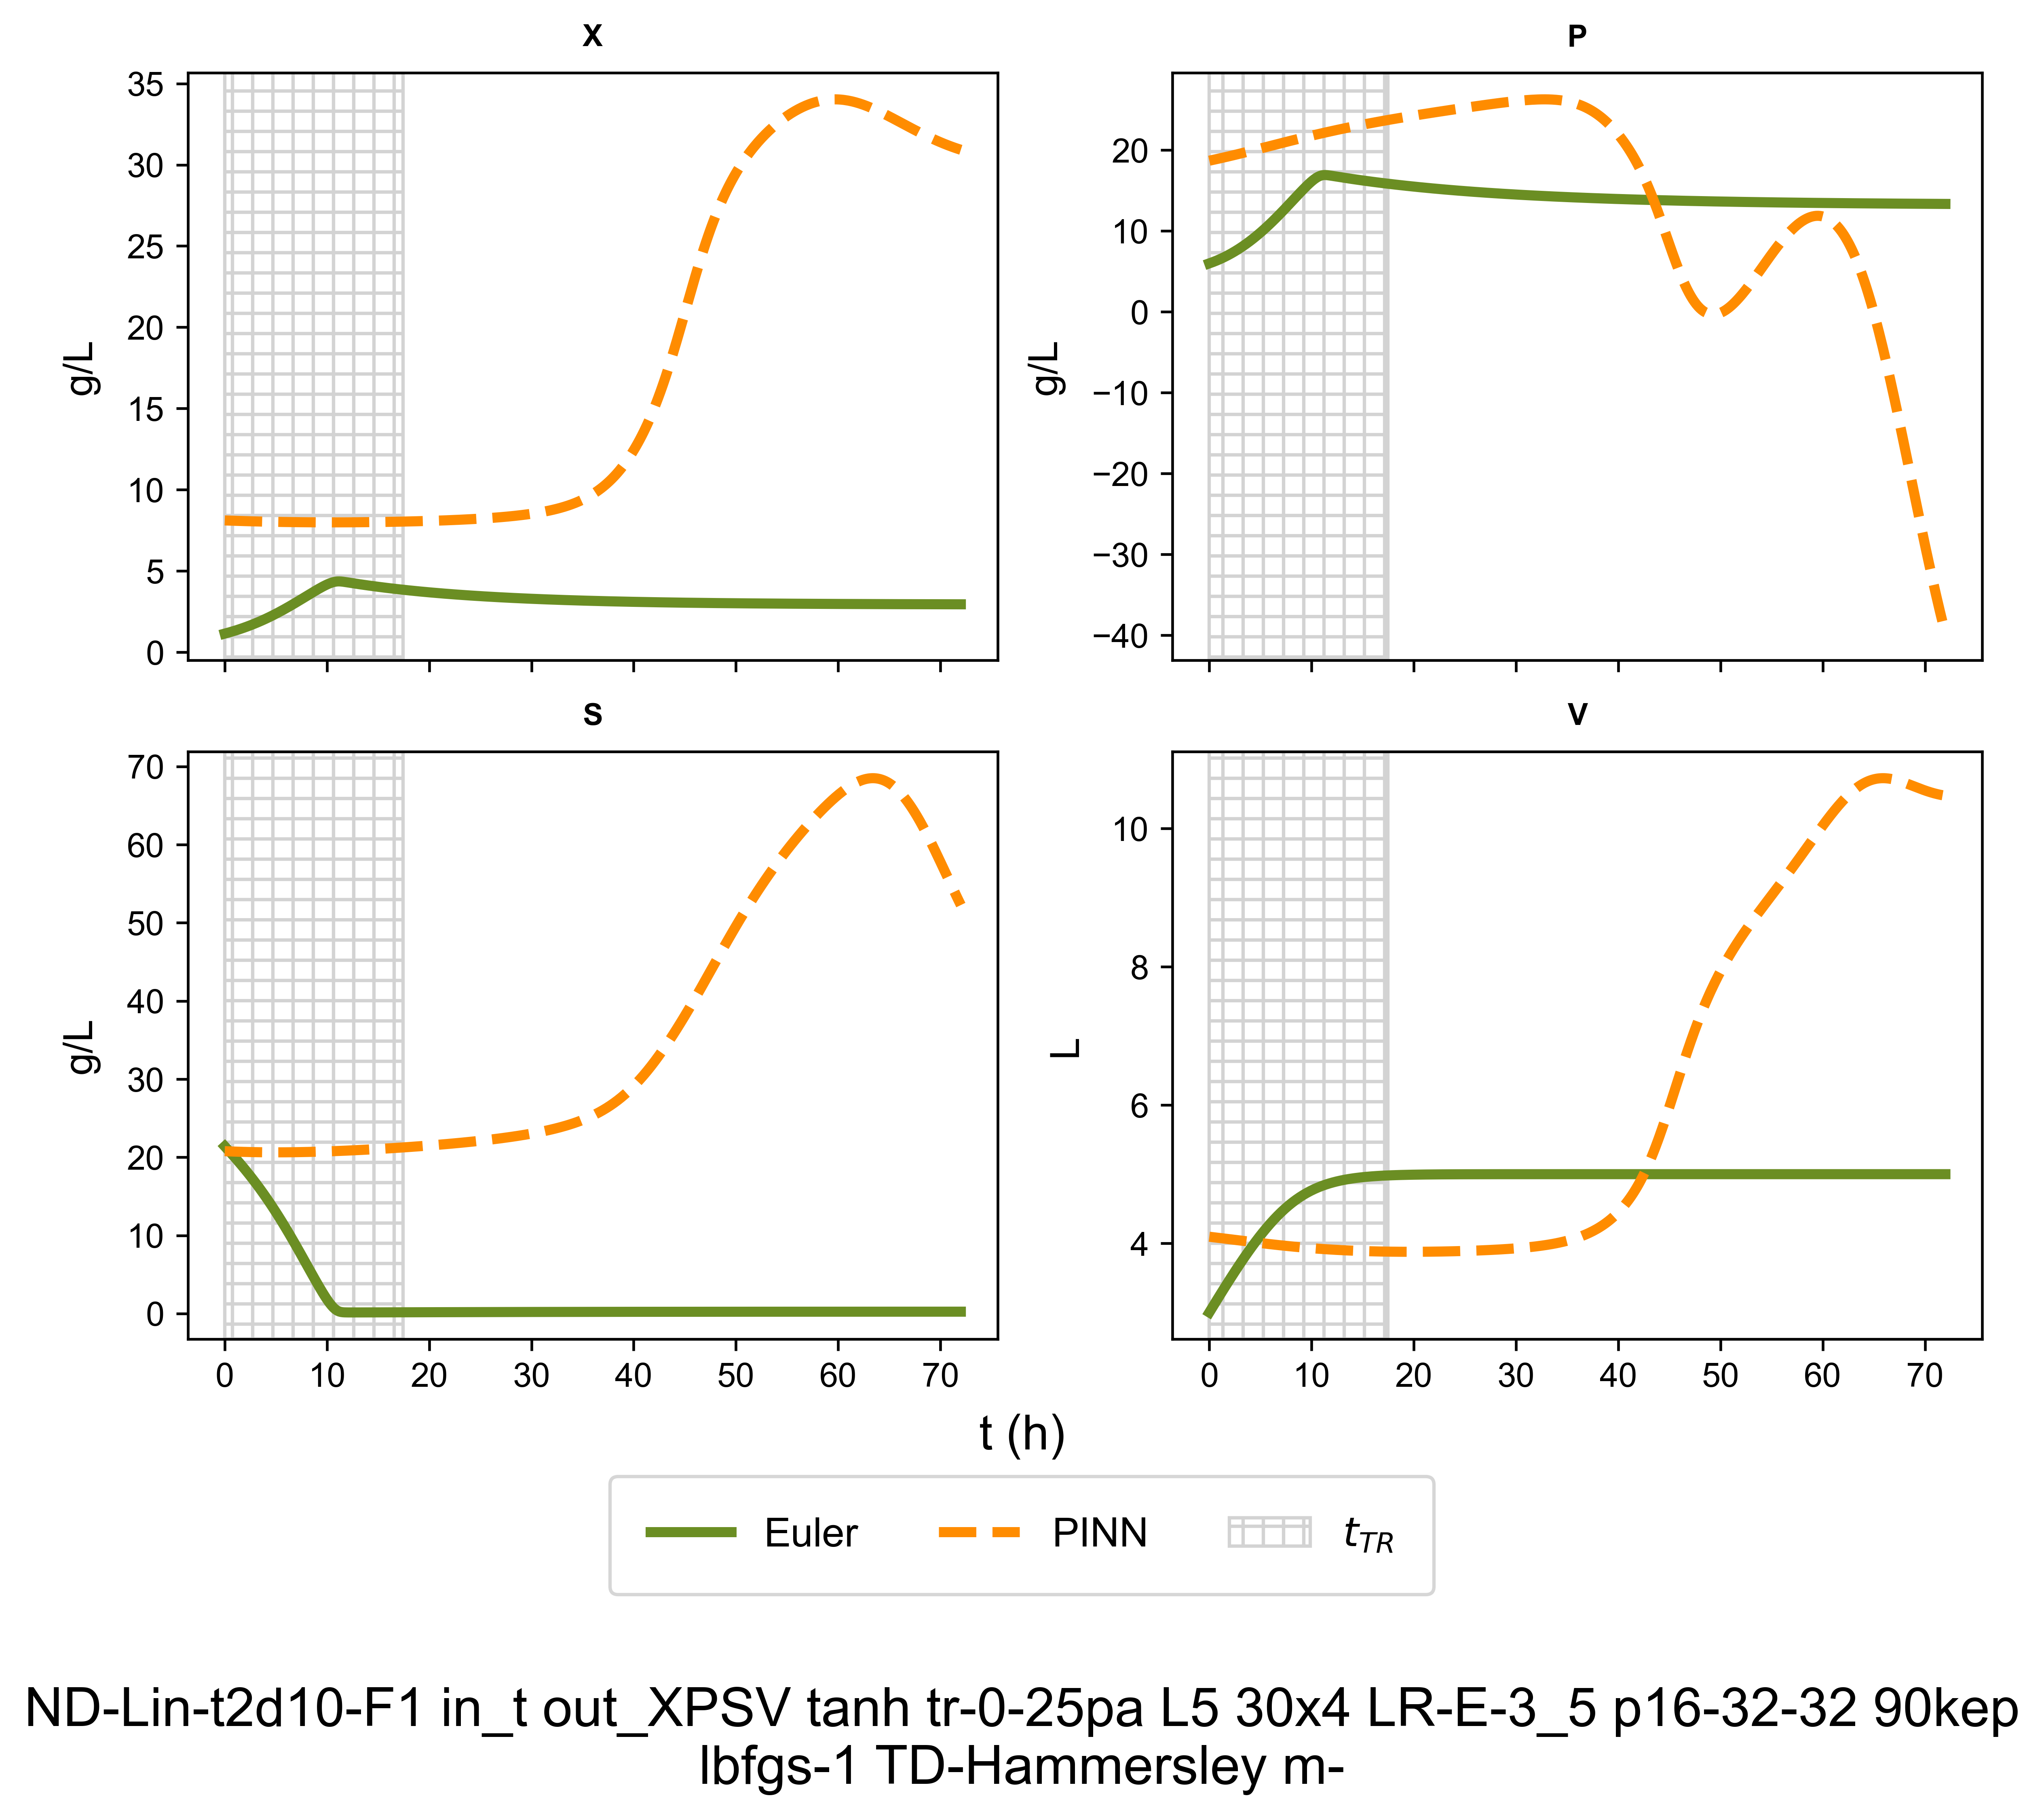 X
P
35
30
25
20
15
10
5
0
g/L
20
10
0
−10
−20
−30
−40
g/L
S
V
70
60
50
40
30
20
10
0
g/L
0 10 20 30 40 50 60 70
10
8
6
4
L
0 10 20 30 40 50 60 70
t (h)
Euler PINN t_TR
ND-Lin-t2d10-F1 in_t out_XPSV tanh tr-0-25pa L5 30x4 LR-E-3_5 p16-32-32 90kep
lbfgs-1 TD-Hammersley m-